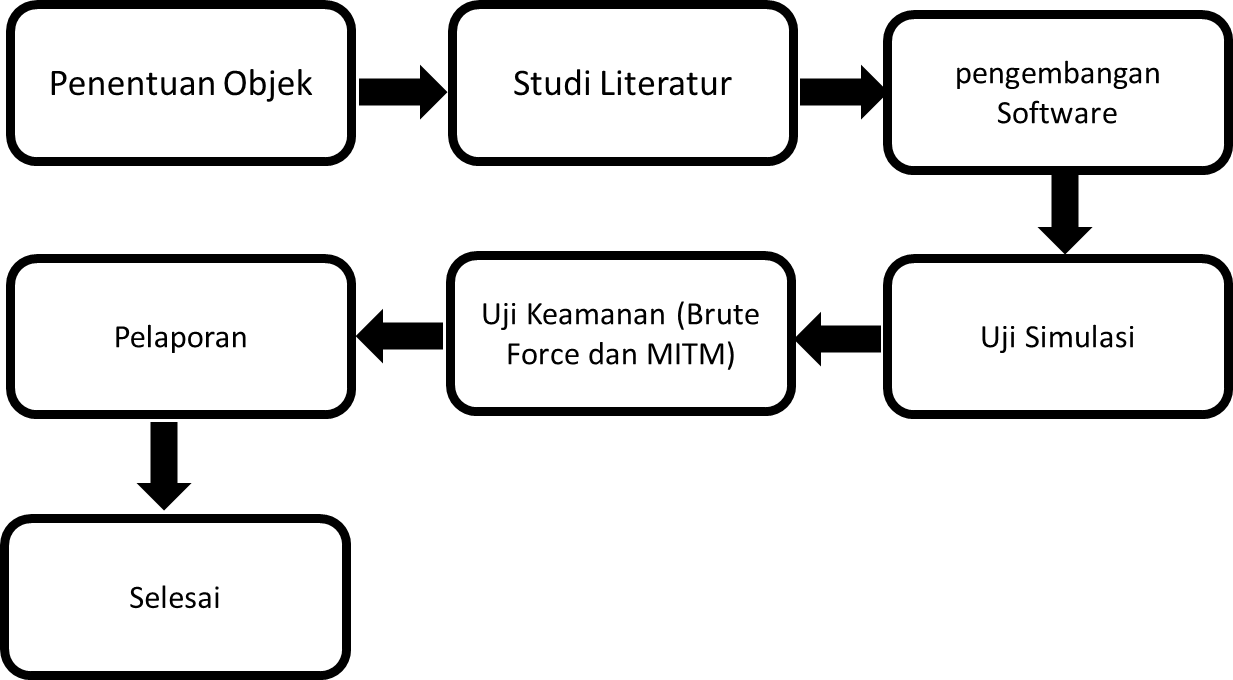 Penentuan Objek
Studi Literatur
pengembangan
Software
Uji Simulasi
Uji Keamanan (Brute
Force dan MITM)
Pelaporan
Selesai